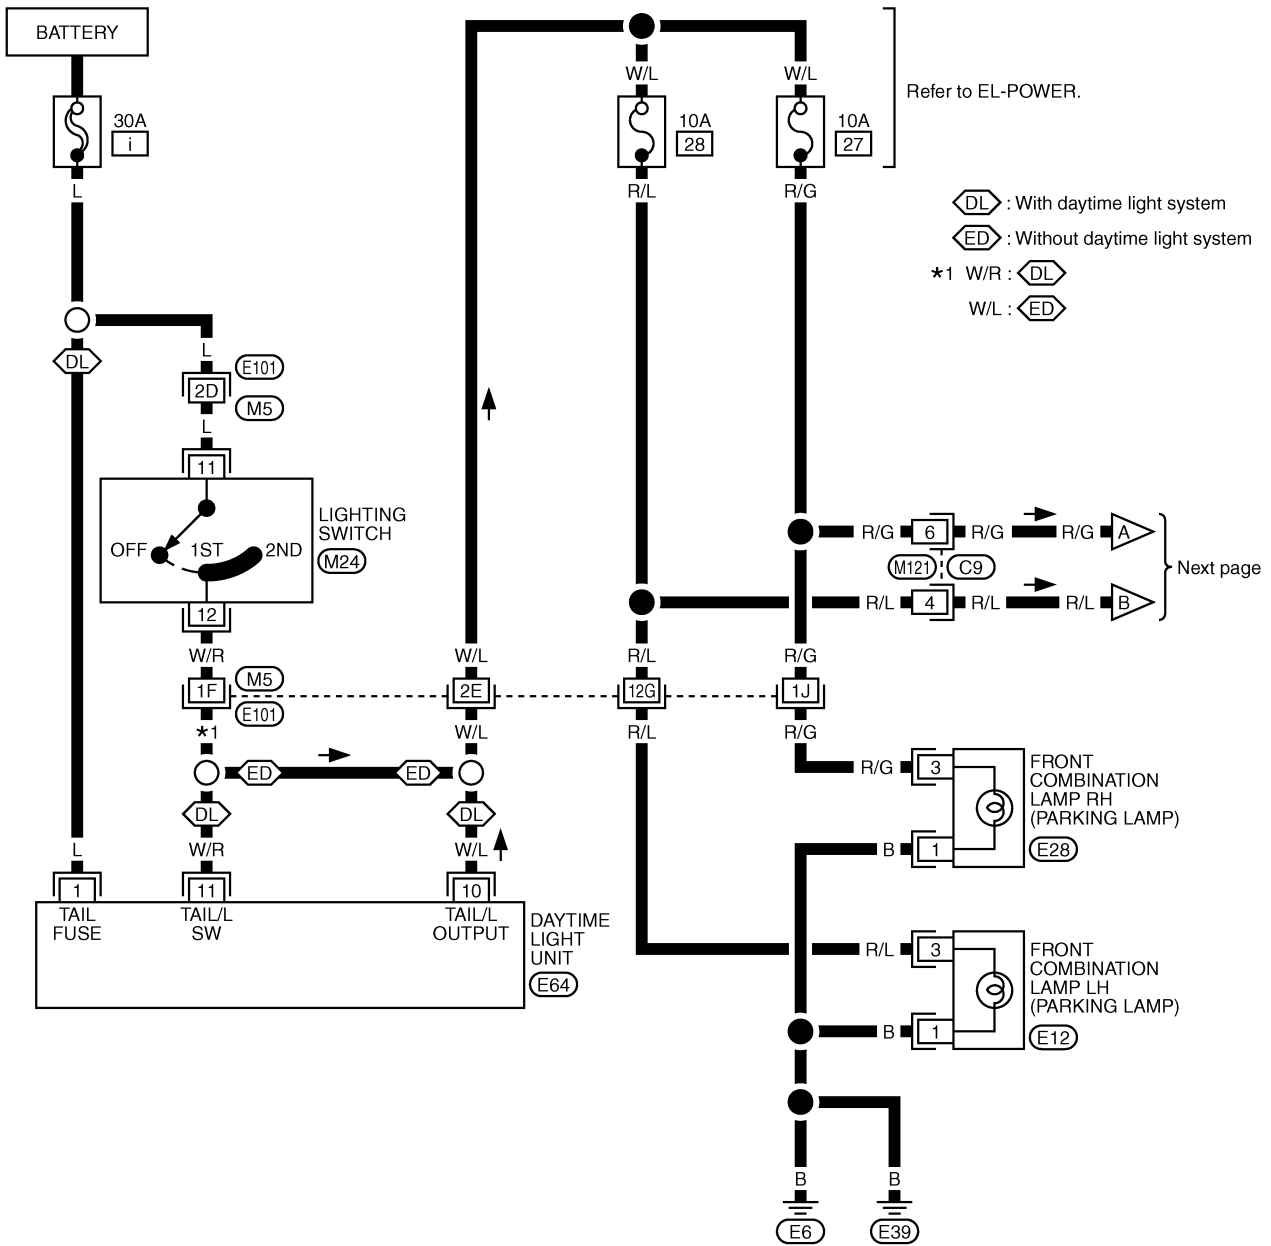 BATTERY
30A
i
L
W/L
W/L
10A
28
10A
27
Refer to EL-POWER.
R/L
R/G
DL : With daytime light system
ED : Without daytime light system
*1 W/R : DL
W/L : ED
DL
L
E101
2D
M5
L
11
LIGHTING
SWITCH
M24
OFF
1ST
2ND
12
W/R
M5
1F
E101
*1
W/L
2E
W/L
R/L
12G
R/L
R/G
1J
R/G
R/G
6
R/G
R/G
A
M121
C9
R/L
4
R/L
R/L
B
Next page
ED
ED
DL
DL
L
W/R
W/L
1
11
10
TAIL
FUSE
TAIL/L
SW
TAIL/L
OUTPUT
DAYTIME
LIGHT
UNIT
E64
R/G
3
B
1
FRONT
COMBINATION
LAMP RH
(PARKING LAMP)
E28
R/L
3
B
1
FRONT
COMBINATION
LAMP LH
(PARKING LAMP)
E12
B
B
E6
E39